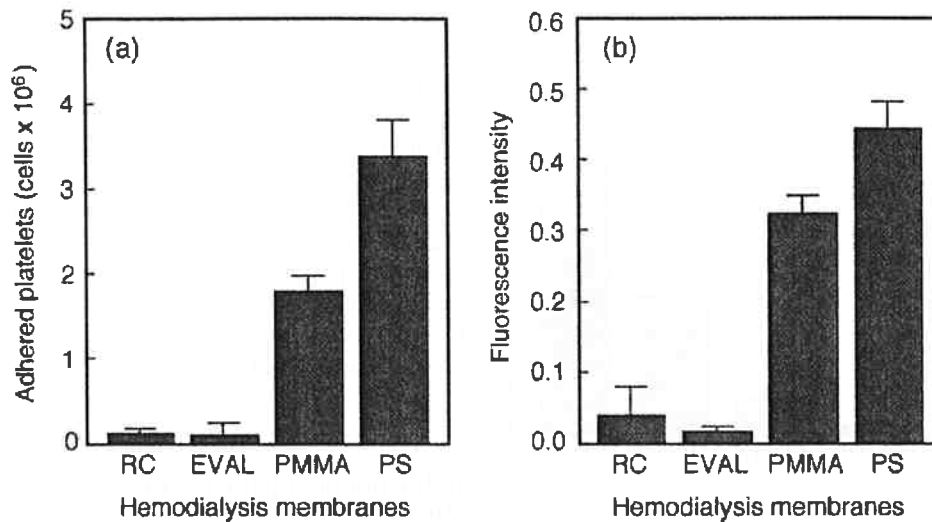 (a)
Adhered platelets (cells x 10⁶)
5
4
3
2
1
0
RC EVAL PMMA PS
Hemodialysis membranes
(b)
Fluorescence intensity
0.6
0.5
0.4
0.3
0.2
0.1
0.0
RC EVAL PMMA PS
Hemodialysis membranes